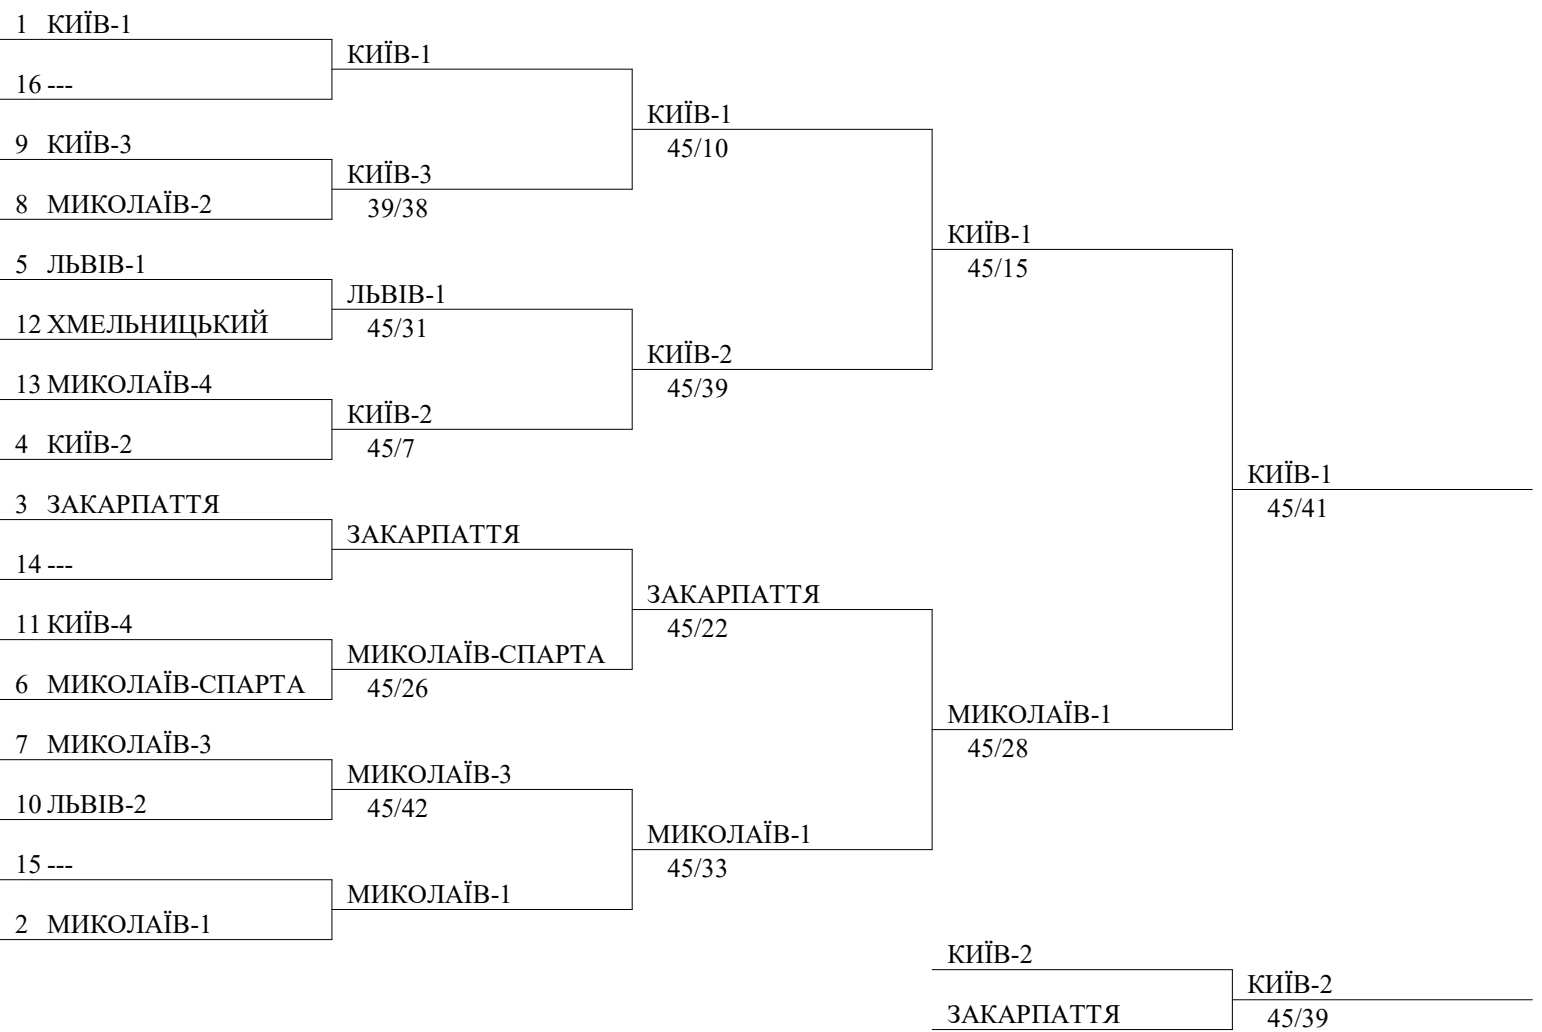 1 КИЇВ-1
16 ---
9 КИЇВ-3
8 МИКОЛАЇВ-2
5 ЛЬВІВ-1
12 ХМЕЛЬНИЦЬКИЙ
13 МИКОЛАЇВ-4
4 КИЇВ-2
3 ЗАКАРПАТТЯ
14 ---
11 КИЇВ-4
6 МИКОЛАЇВ-СПАРТА
7 МИКОЛАЇВ-3
10 ЛЬВІВ-2
15 ---
2 МИКОЛАЇВ-1
КИЇВ-1
КИЇВ-3
39/38
ЛЬВІВ-1
45/31
КИЇВ-2
45/7
ЗАКАРПАТТЯ
МИКОЛАЇВ-СПАРТА
45/26
МИКОЛАЇВ-3
45/42
МИКОЛАЇВ-1
КИЇВ-1
45/10
КИЇВ-2
45/39
ЗАКАРПАТТЯ
45/22
МИКОЛАЇВ-1
45/33
КИЇВ-1
45/15
МИКОЛАЇВ-1
45/28
КИЇВ-1
45/41
КИЇВ-2
ЗАКАРПАТТЯ
КИЇВ-2
45/39